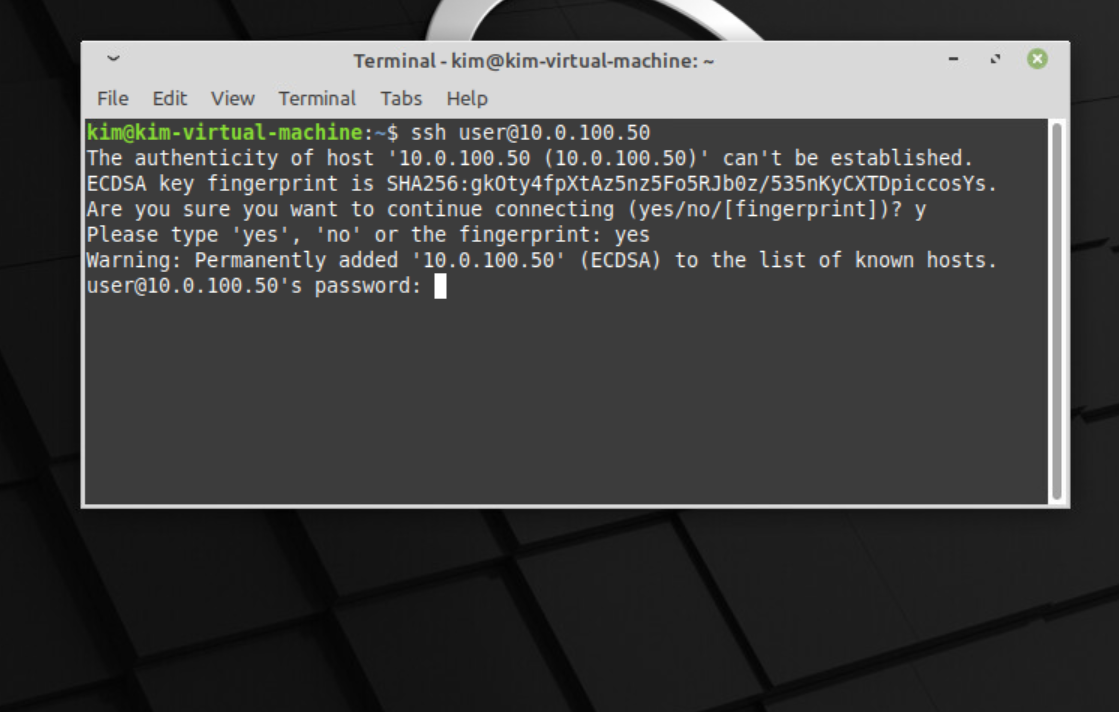 Terminal - kim@kim-virtual-machine: ~
File Edit View Terminal Tabs Help
kim@kim-virtual-machine:~$ ssh user@10.0.100.50
The authenticity of host '10.0.100.50 (10.0.100.50)' can't be established.
ECDSA key fingerprint is SHA256:gkOty4fpXtAz5nz5Fo5RJb0z/535nKyCXTDpiccosYs.
Are you sure you want to continue connecting (yes/no/[fingerprint])? y
Please type 'yes', 'no' or the fingerprint: yes
Warning: Permanently added '10.0.100.50' (ECDSA) to the list of known hosts.
user@10.0.100.50's password: